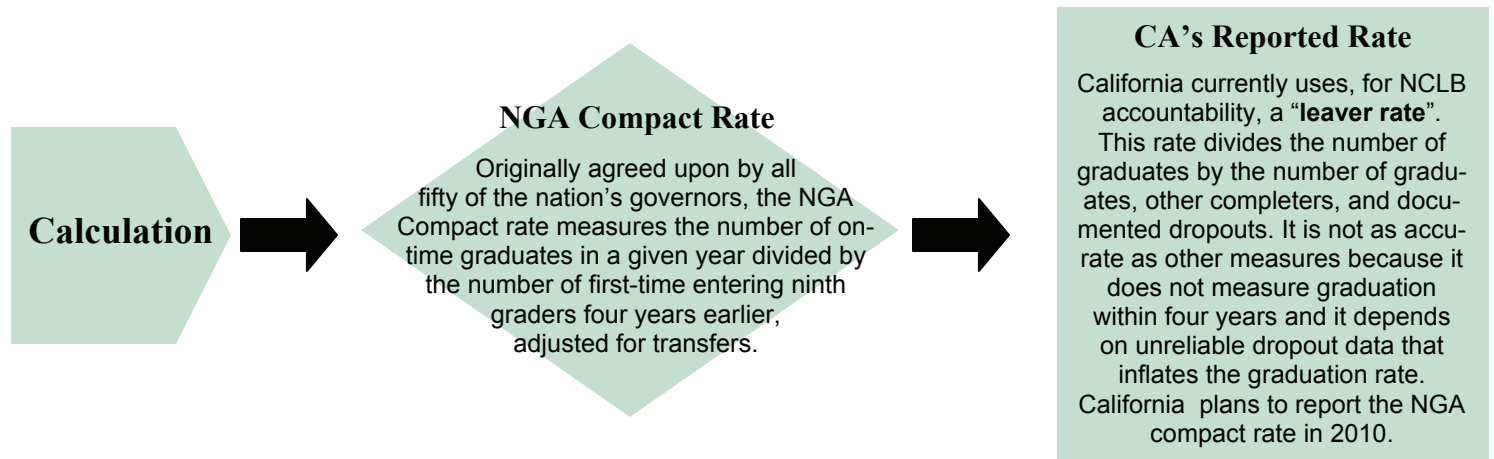 Calculation
NGA Compact Rate
Originally agreed upon by all
fifty of the nation's governors, the NGA
Compact rate measures the number of on-
time graduates in a given year divided by
the number of first-time entering ninth
graders four years earlier,
adjusted for transfers.
CA's Reported Rate
California currently uses, for NCLB
accountability, a “leaver rate”.
This rate divides the number of
graduates by the number of gradu-
ates, other completers, and docu-
mented dropouts. It is not as accu-
rate as other measures because it
does not measure graduation
within four years and it depends
on unreliable dropout data that
inflates the graduation rate.
California  plans to report the NGA
compact rate in 2010.